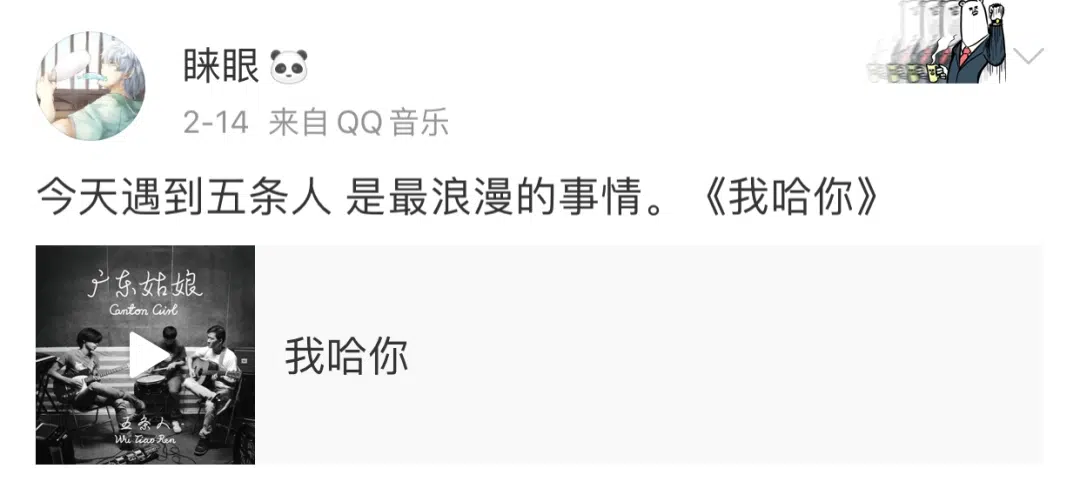 睐眼🐼
2-14 来自 QQ 音乐
今天遇到五条人 是最浪漫的事情。《我哈你》
广东姑娘
Canton Girl
我哈你
五条人
Wu Tiao Ren